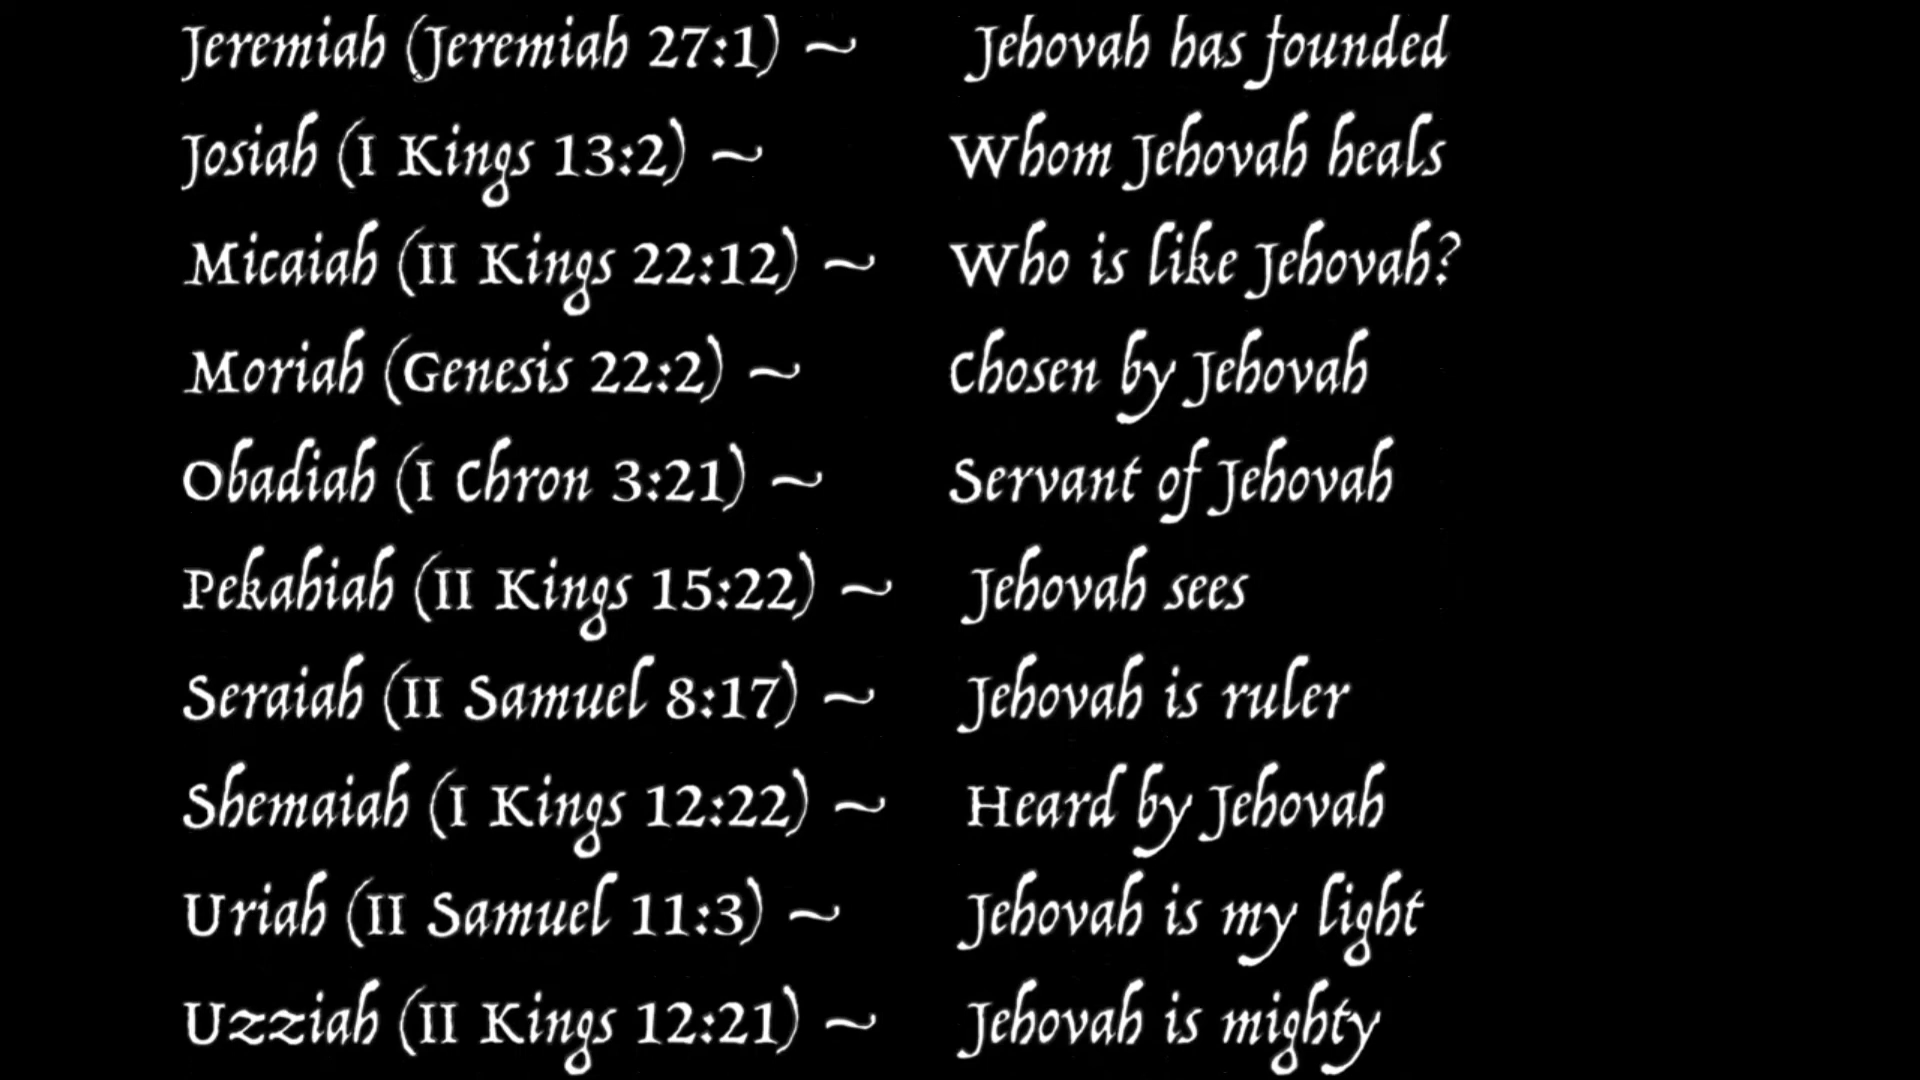 Jeremiah (Jeremiah 27:1) ~ Jehovah has founded
Josiah (I Kings 13:2) ~ Whom Jehovah heals
Micaiah (II Kings 22:12) ~ Who is like Jehovah?
Moriah (Genesis 22:2) ~ Chosen by Jehovah
Obadiah (I Chron 3:21) ~ Servant of Jehovah
Pekahiah (II Kings 15:22) ~ Jehovah sees
Seraiah (II Samuel 8:17) ~ Jehovah is ruler
Shemaiah (I Kings 12:22) ~ Heard by Jehovah
Uriah (II Samuel 11:3) ~ Jehovah is my light
Uzziah (II Kings 12:21) ~ Jehovah is mighty